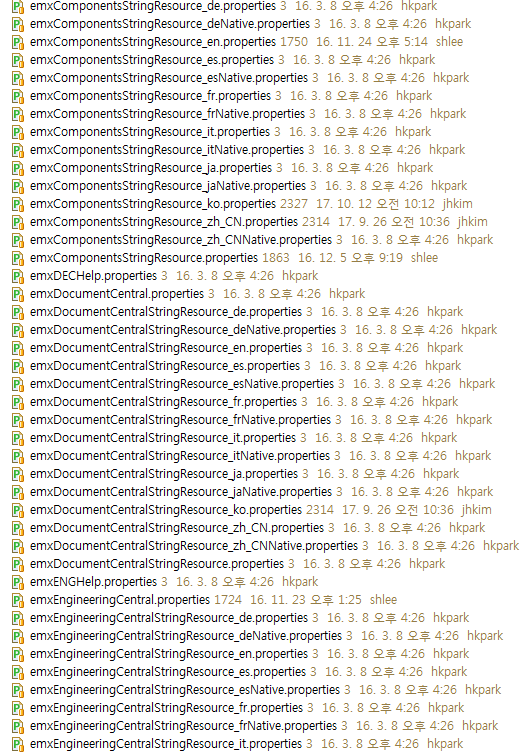 emxComponentsStringResource_de.properties 3 16. 3. 8 오후 4:26 hkpark
emxComponentsStringResource_deNative.properties 3 16. 3. 8 오후 4:26 hkpark
emxComponentsStringResource_en.properties 1750 16. 11. 24 오후 5:14 shlee
emxComponentsStringResource_es.properties 3 16. 3. 8 오후 4:26 hkpark
emxComponentsStringResource_esNative.properties 3 16. 3. 8 오후 4:26 hkpark
emxComponentsStringResource_fr.properties 3 16. 3. 8 오후 4:26 hkpark
emxComponentsStringResource_frNative.properties 3 16. 3. 8 오후 4:26 hkpark
emxComponentsStringResource_it.properties 3 16. 3. 8 오후 4:26 hkpark
emxComponentsStringResource_itNative.properties 3 16. 3. 8 오후 4:26 hkpark
emxComponentsStringResource_ja.properties 3 16. 3. 8 오후 4:26 hkpark
emxComponentsStringResource_jaNative.properties 3 16. 3. 8 오후 4:26 hkpark
emxComponentsStringResource_ko.properties 2327 17. 10. 12 오전 10:12 jhkim
emxComponentsStringResource_zh_CN.properties 2314 17. 9. 26 오전 10:36 jhkim
emxComponentsStringResource_zh_CNNative.properties 3 16. 3. 8 오후 4:26 hkpark
emxComponentsStringResource.properties 1863 16. 12. 5 오후 9:19 shlee
emxDECHelp.properties 3 16. 3. 8 오후 4:26 hkpark
emxDocumentCentral.properties 3 16. 3. 8 오후 4:26 hkpark
emxDocumentCentralStringResource_de.properties 3 16. 3. 8 오후 4:26 hkpark
emxDocumentCentralStringResource_deNative.properties 3 16. 3. 8 오후 4:26 hkpark
emxDocumentCentralStringResource_en.properties 3 16. 3. 8 오후 4:26 hkpark
emxDocumentCentralStringResource_es.properties 3 16. 3. 8 오후 4:26 hkpark
emxDocumentCentralStringResource_esNative.properties 3 16. 3. 8 오후 4:26 hkpark
emxDocumentCentralStringResource_fr.properties 3 16. 3. 8 오후 4:26 hkpark
emxDocumentCentralStringResource_frNative.properties 3 16. 3. 8 오후 4:26 hkpark
emxDocumentCentralStringResource_it.properties 3 16. 3. 8 오후 4:26 hkpark
emxDocumentCentralStringResource_itNative.properties 3 16. 3. 8 오후 4:26 hkpark
emxDocumentCentralStringResource_ja.properties 3 16. 3. 8 오후 4:26 hkpark
emxDocumentCentralStringResource_jaNative.properties 3 16. 3. 8 오후 4:26 hkpark
emxDocumentCentralStringResource_ko.properties 2314 17. 9. 26 오전 10:36 jhkim
emxDocumentCentralStringResource_zh_CN.properties 3 16. 3. 8 오후 4:26 hkpark
emxDocumentCentralStringResource_zh_CNNative.properties 3 16. 3. 8 오후 4:26 hkpark
emxDocumentCentralStringResource.properties 3 16. 3. 8 오후 4:26 hkpark
emxENGHelp.properties 3 16. 3. 8 오후 4:26 hkpark
emxEngineeringCentral.properties 1724 16. 11. 23 오후 1:25 shlee
emxEngineeringCentralStringResource_de.properties 3 16. 3. 8 오후 4:26 hkpark
emxEngineeringCentralStringResource_deNative.properties 3 16. 3. 8 오후 4:26 hkpark
emxEngineeringCentralStringResource_en.properties 3 16. 3. 8 오후 4:26 hkpark
emxEngineeringCentralStringResource_es.properties 3 16. 3. 8 오후 4:26 hkpark
emxEngineeringCentralStringResource_esNative.properties 3 16. 3. 8 오후 4:26 hkpark
emxEngineeringCentralStringResource_fr.properties 3 16. 3. 8 오후 4:26 hkpark
emxEngineeringCentralStringResource_frNative.properties 3 16. 3. 8 오후 4:26 hkpark
emxEngineeringCentralStringResource_it.properties 3 16. 3. 8 오후 4:26 hkpark